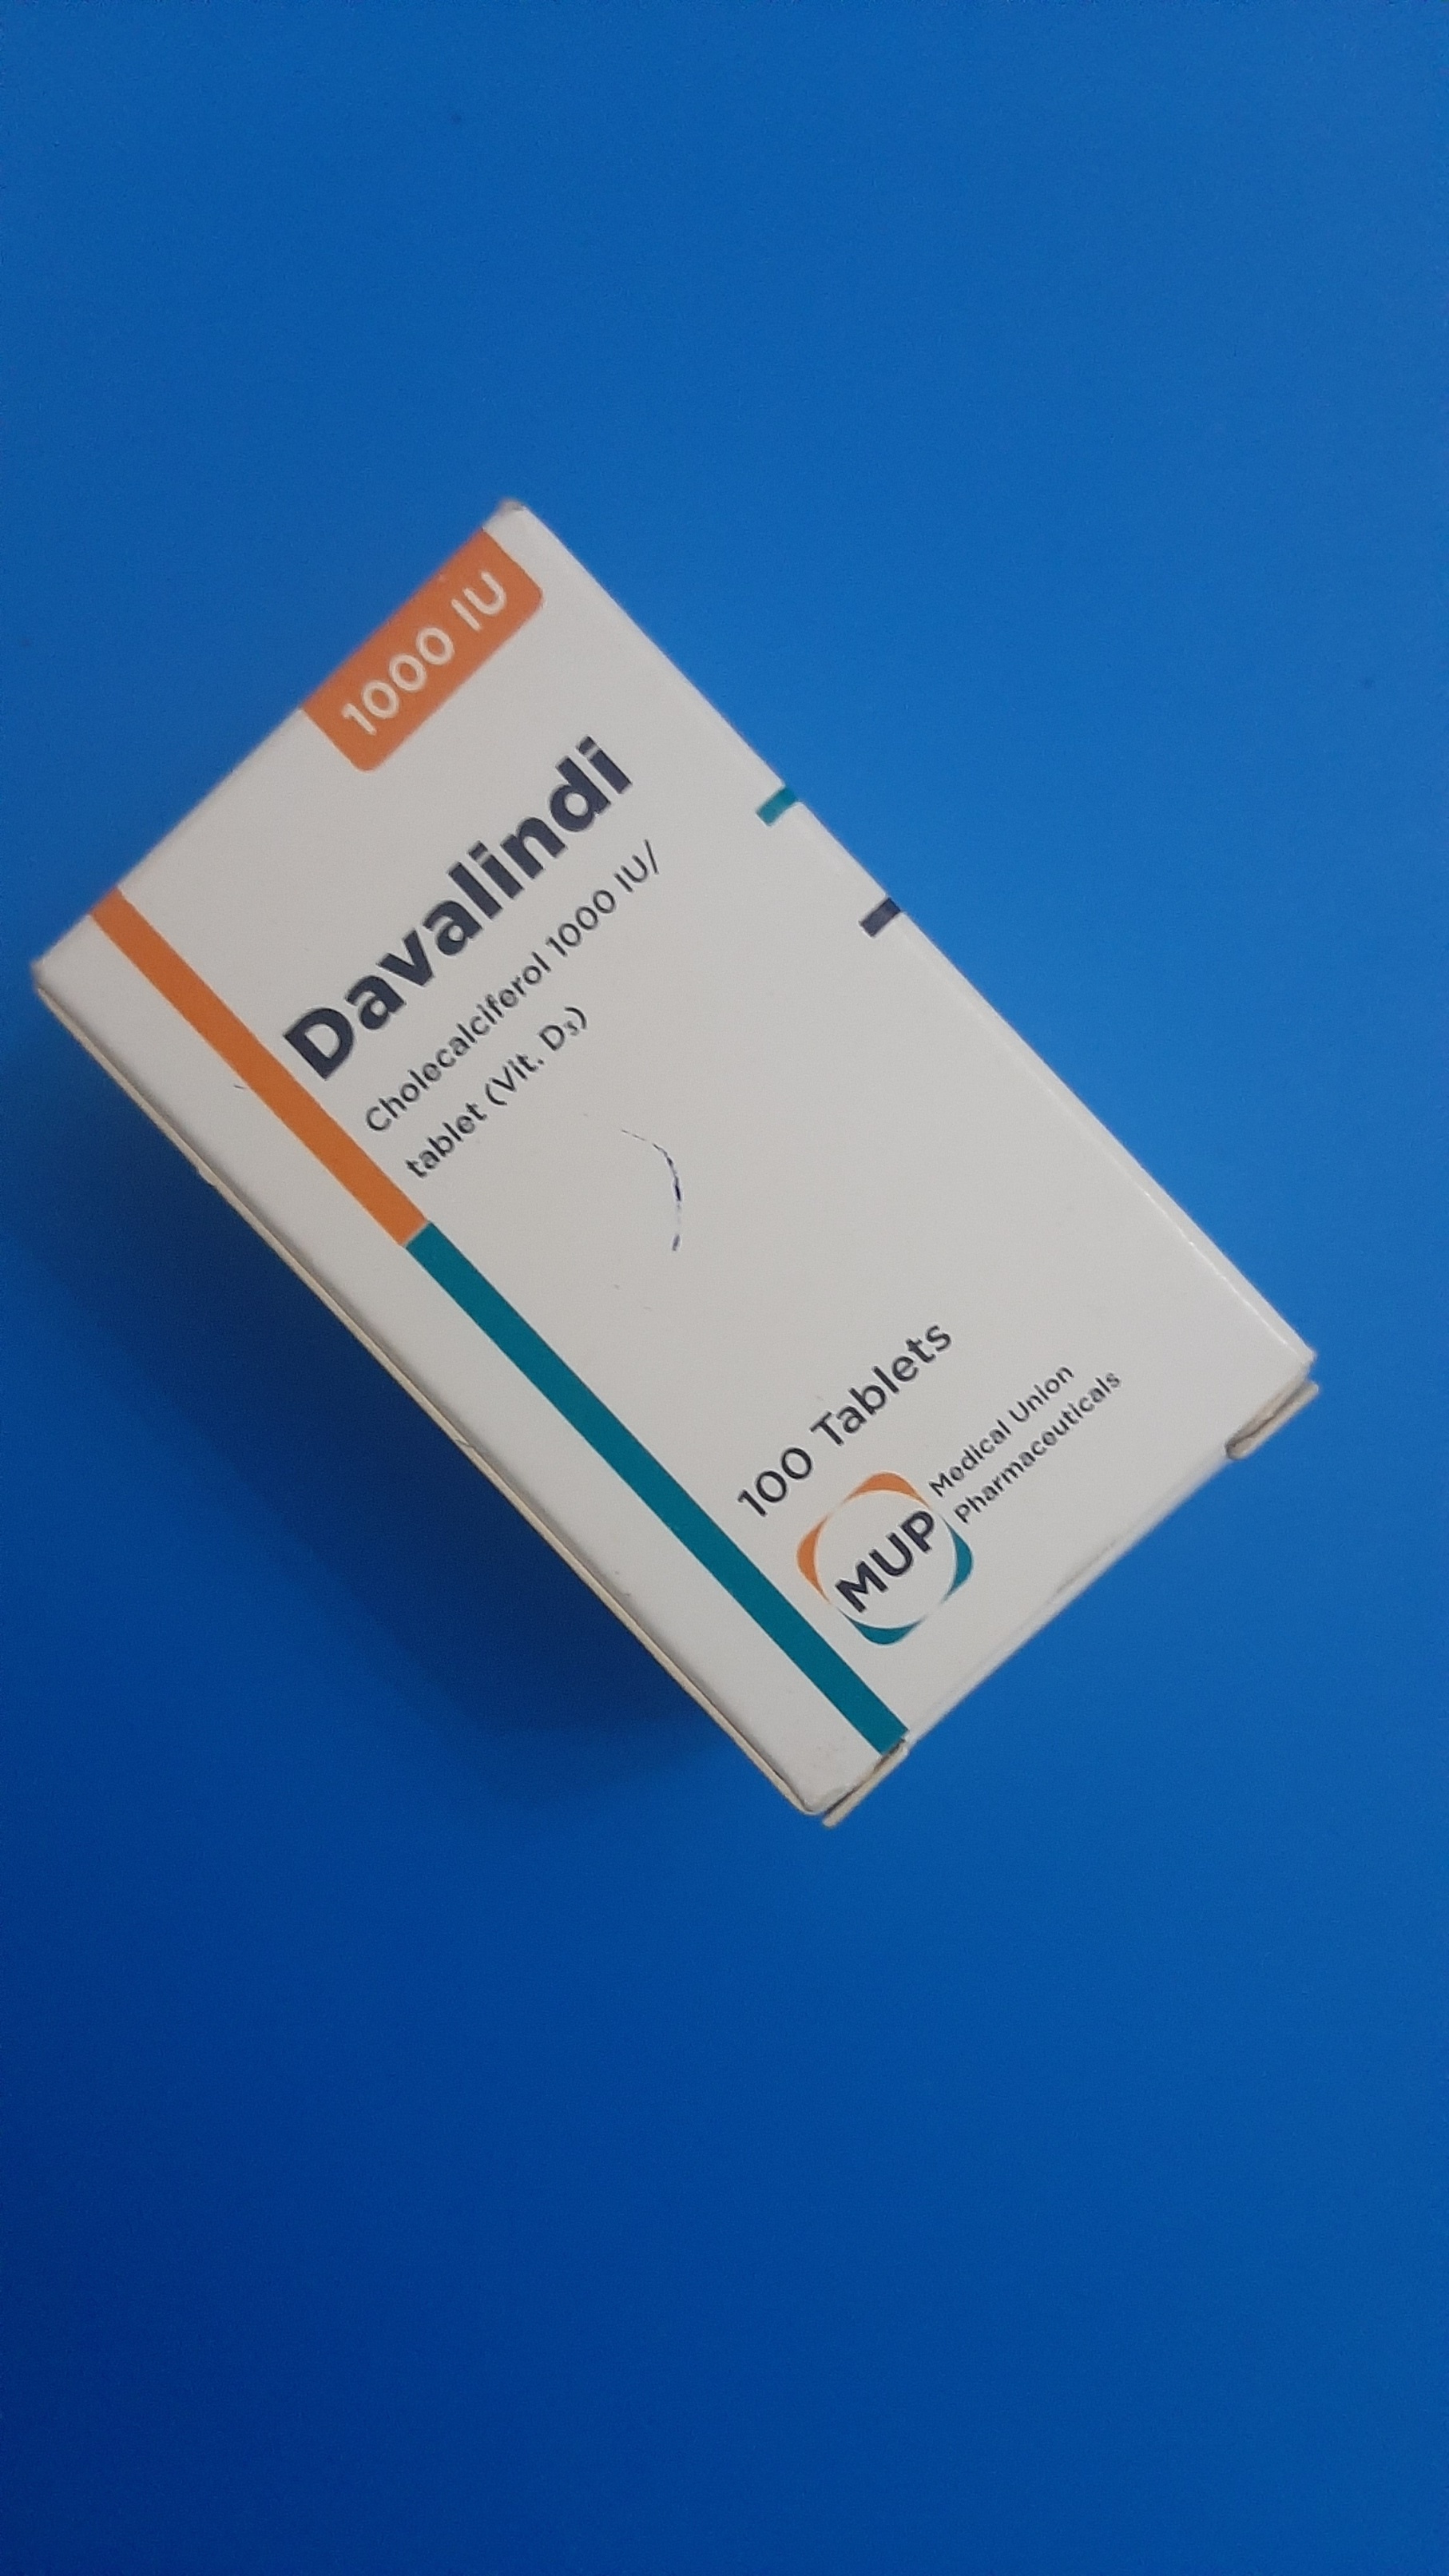 1000 IU
Davalindi
Cholecalciferol 1000 IU/
tablet (Vit. D₃)
100 Tablets
MUP
Medical Union
Pharmaceuticals